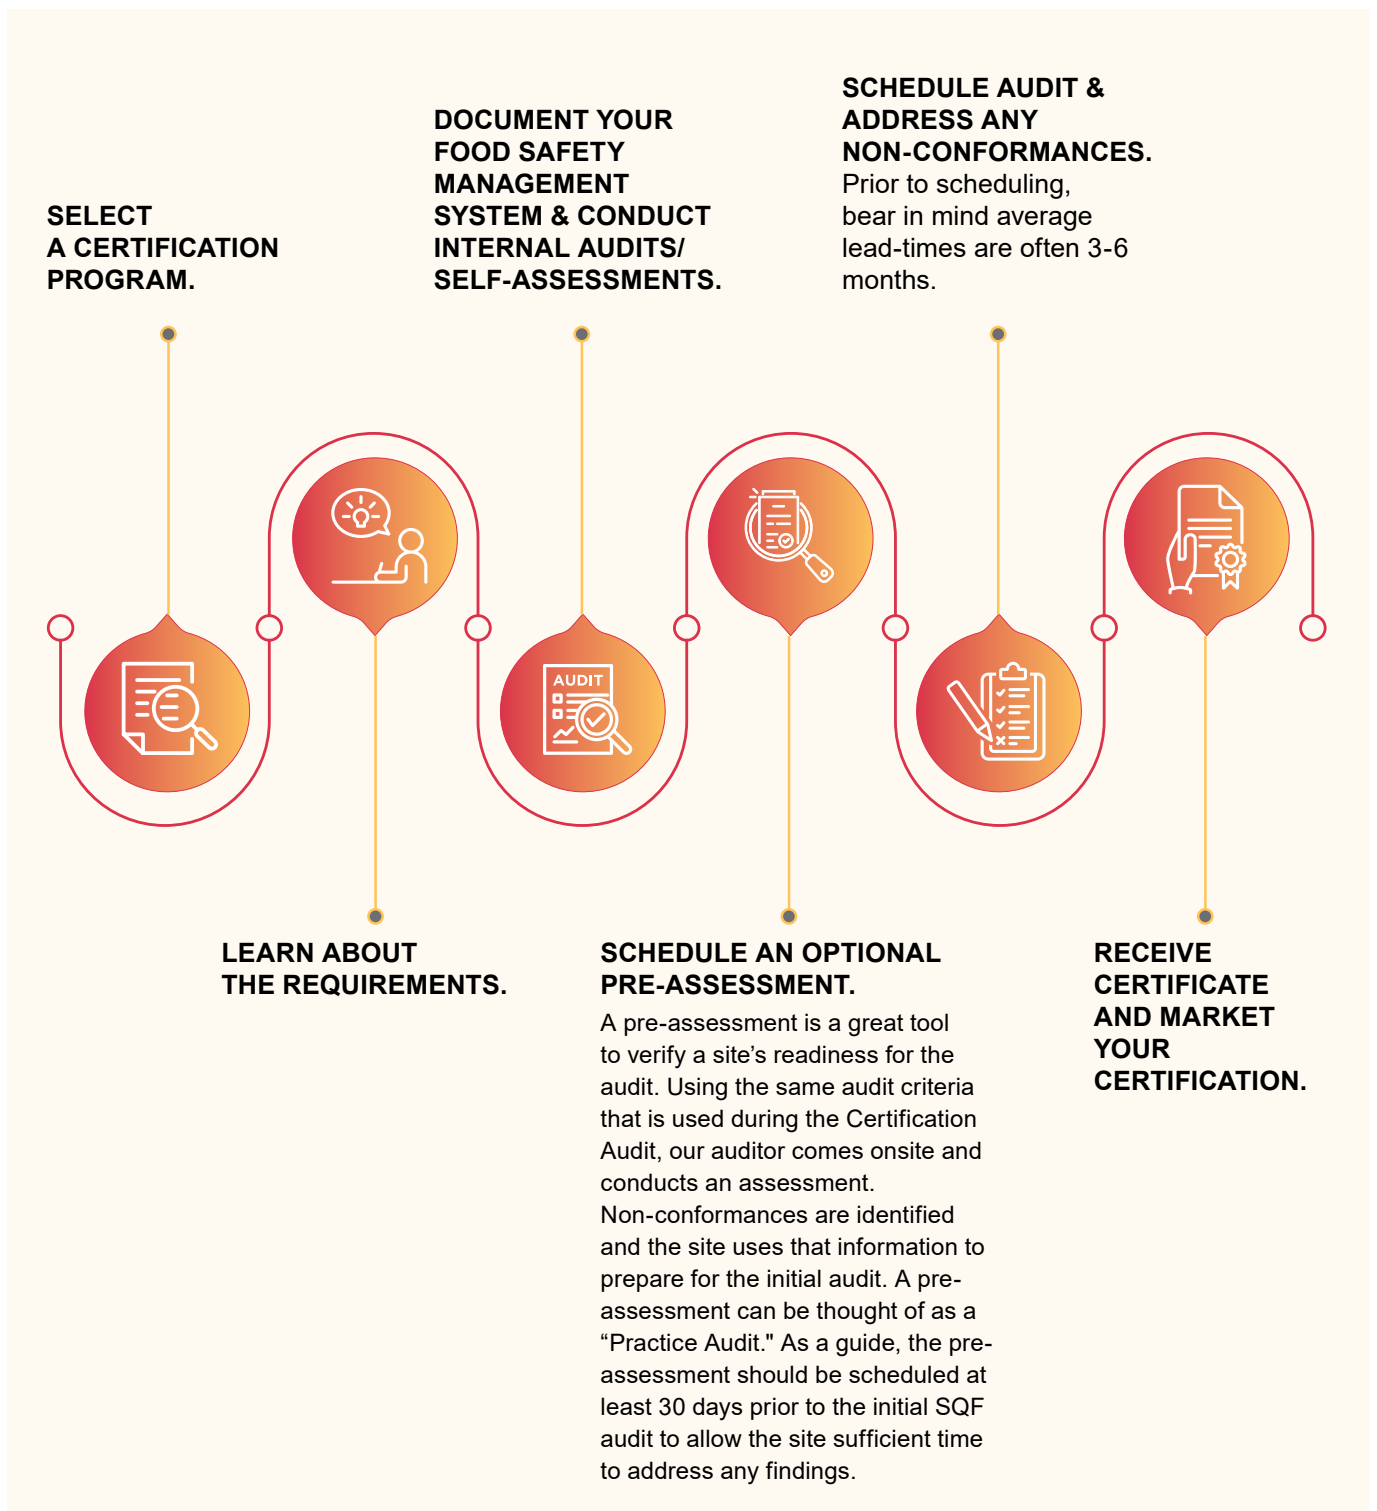 SELECT
A CERTIFICATION
PROGRAM.
LEARN ABOUT
THE REQUIREMENTS.
DOCUMENT YOUR
FOOD SAFETY
MANAGEMENT
SYSTEM & CONDUCT
INTERNAL AUDITS/
SELF-ASSESSMENTS.
AUDIT
SCHEDULE AN OPTIONAL
PRE-ASSESSMENT.
A pre-assessment is a great tool
to verify a site’s readiness for the
audit. Using the same audit criteria
that is used during the Certification
Audit, our auditor comes onsite and
conducts an assessment.
Non-conformances are identified
and the site uses that information to
prepare for the initial audit. A pre-
assessment can be thought of as a
“Practice Audit." As a guide, the pre-
assessment should be scheduled at
least 30 days prior to the initial SQF
audit to allow the site sufficient time
to address any findings.
SCHEDULE AUDIT &
ADDRESS ANY
NON-CONFORMANCES.
Prior to scheduling,
bear in mind average
lead-times are often 3-6
months.
RECEIVE
CERTIFICATE
AND MARKET
YOUR
CERTIFICATION.